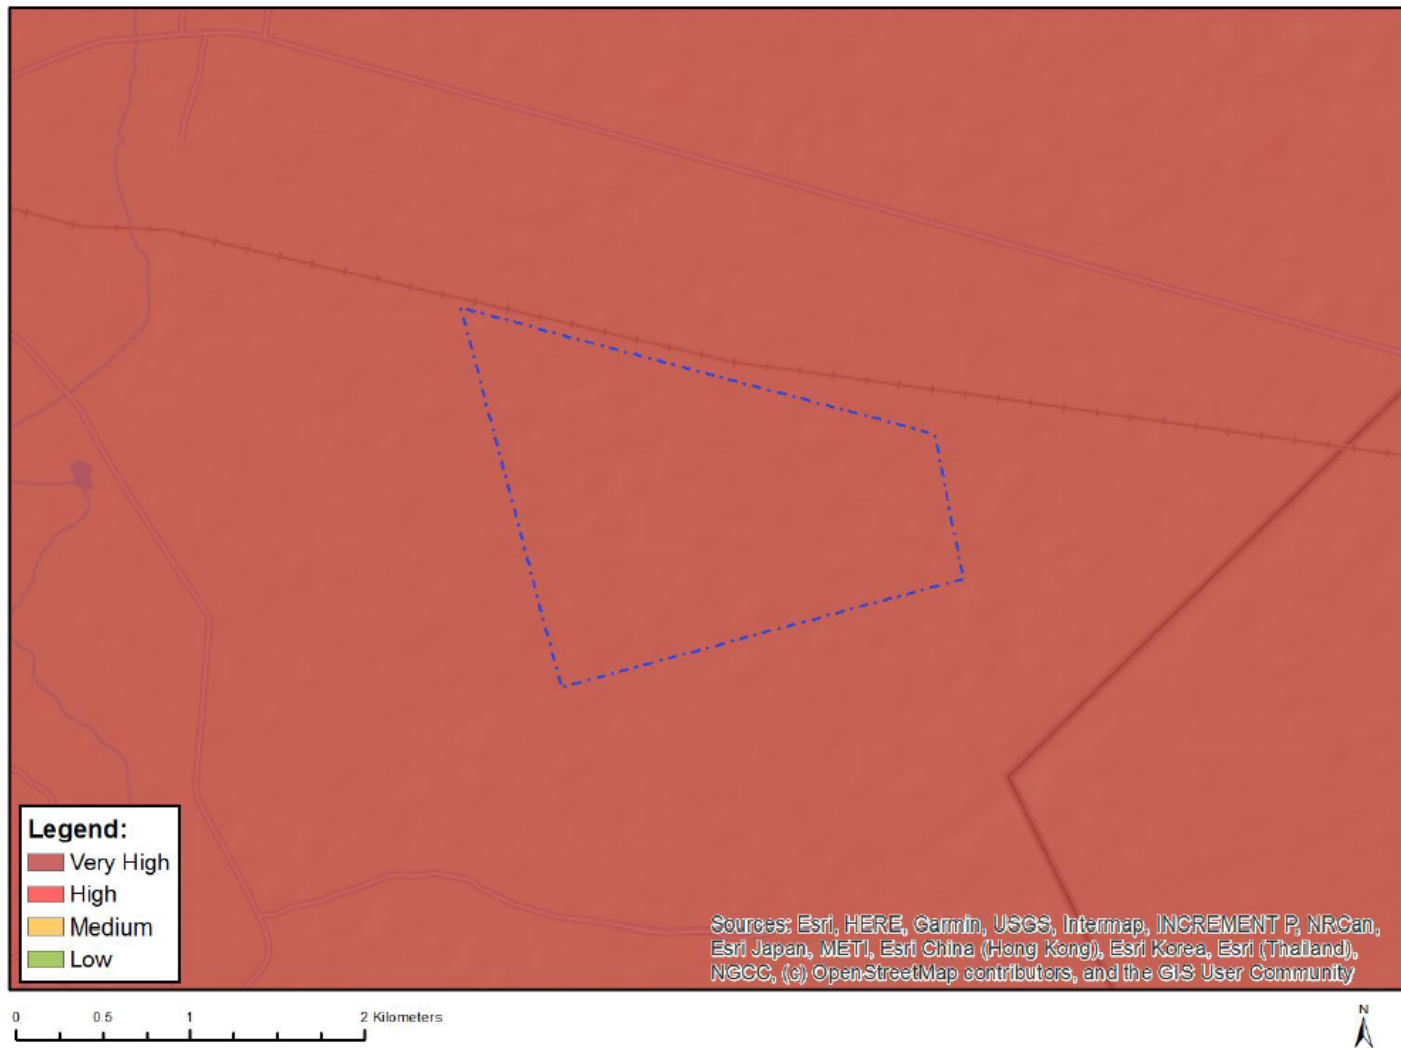 Legend:
Very High
High
Medium
Low
Sources: Esri, HERE, Garmin, USGS, Intermap, INCREMENT P, NRCan,
Esri Japan, METI, Esri China (Hong Kong), Esri Korea, Esri (Thailand),
NGCC, (c) OpenStreetMap contributors, and the GIS User Community
0 0.5 1 2 Kilometers
N